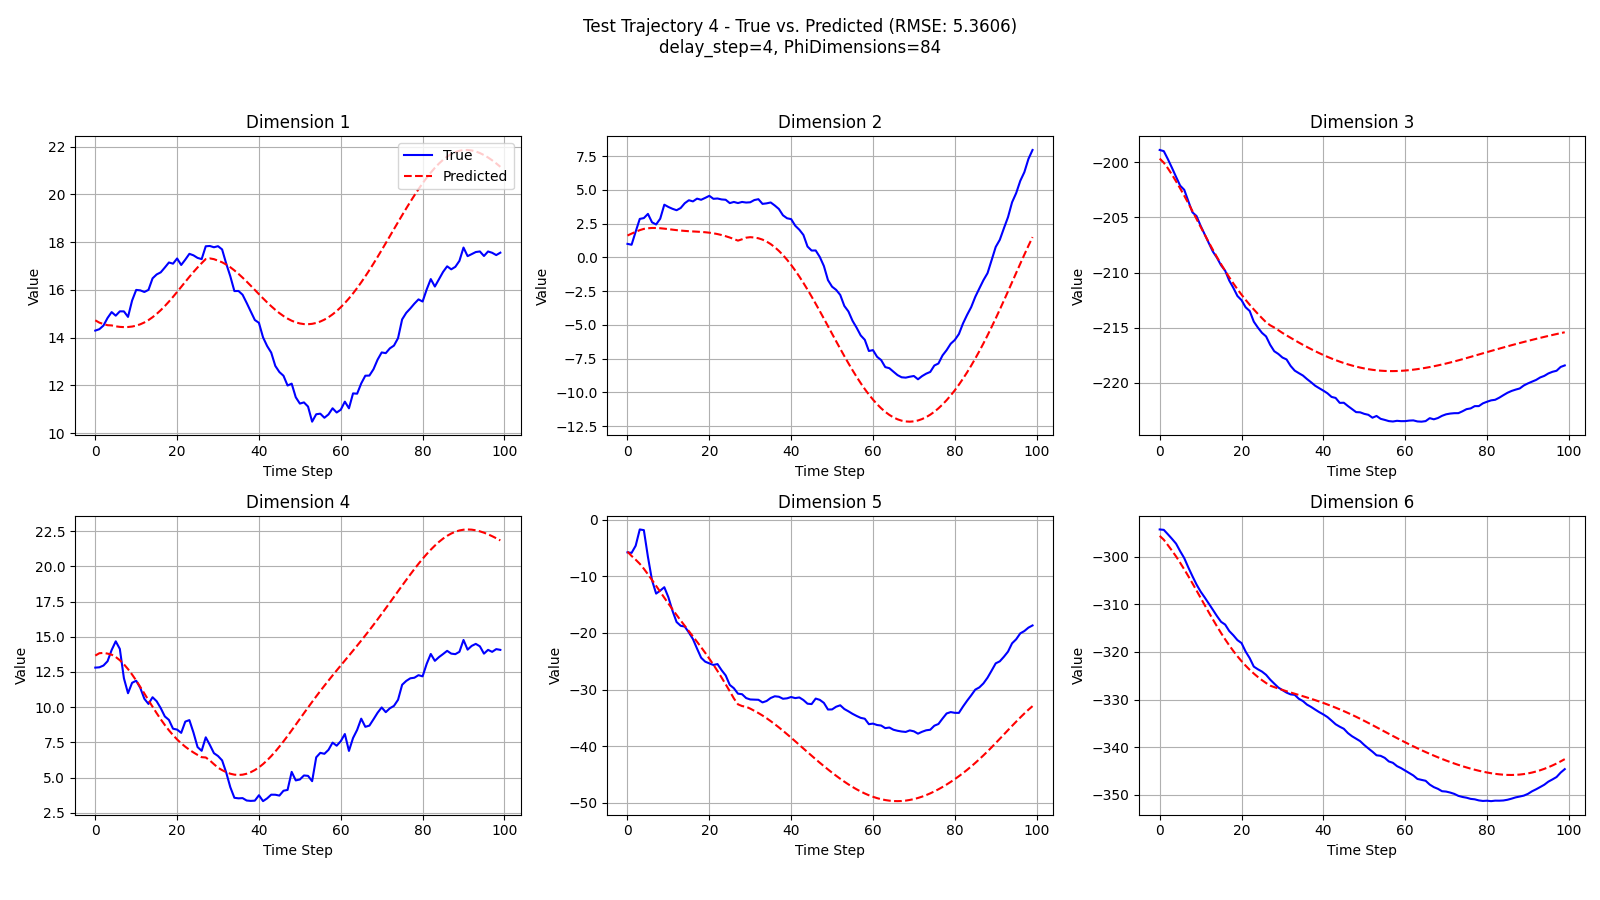 Test Trajectory 4 - True vs. Predicted (RMSE: 5.3606)
delay_step=4, PhiDimensions=84
Dimension 1
22
20
18
16
14
12
10
Value
0 20 40 60 80 100
Time Step
True
Predicted
Dimension 2
7.5
5.0
2.5
0.0
−2.5
−5.0
−7.5
−10.0
−12.5
Value
0 20 40 60 80 100
Time Step
Dimension 3
−200
−205
−210
−215
−220
Value
0 20 40 60 80 100
Time Step
Dimension 4
22.5
20.0
17.5
15.0
12.5
10.0
7.5
5.0
2.5
Value
0 20 40 60 80 100
Time Step
Dimension 5
0
−10
−20
−30
−40
−50
Value
0 20 40 60 80 100
Time Step
Dimension 6
−300
−310
−320
−330
−340
−350
Value
0 20 40 60 80 100
Time Step